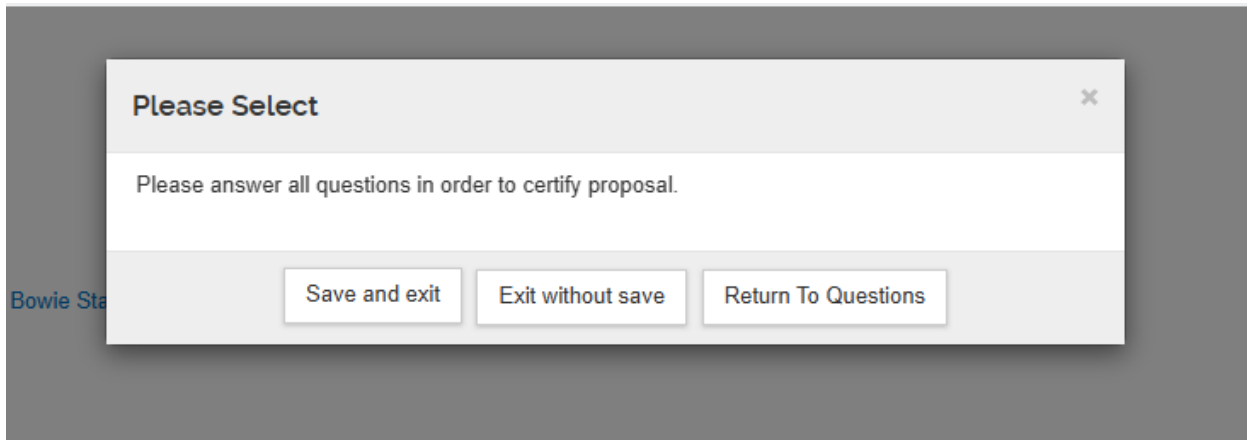 Please Select
Please answer all questions in order to certify proposal.
Bowie Sta
Save and exit
Exit without save
Return To Questions